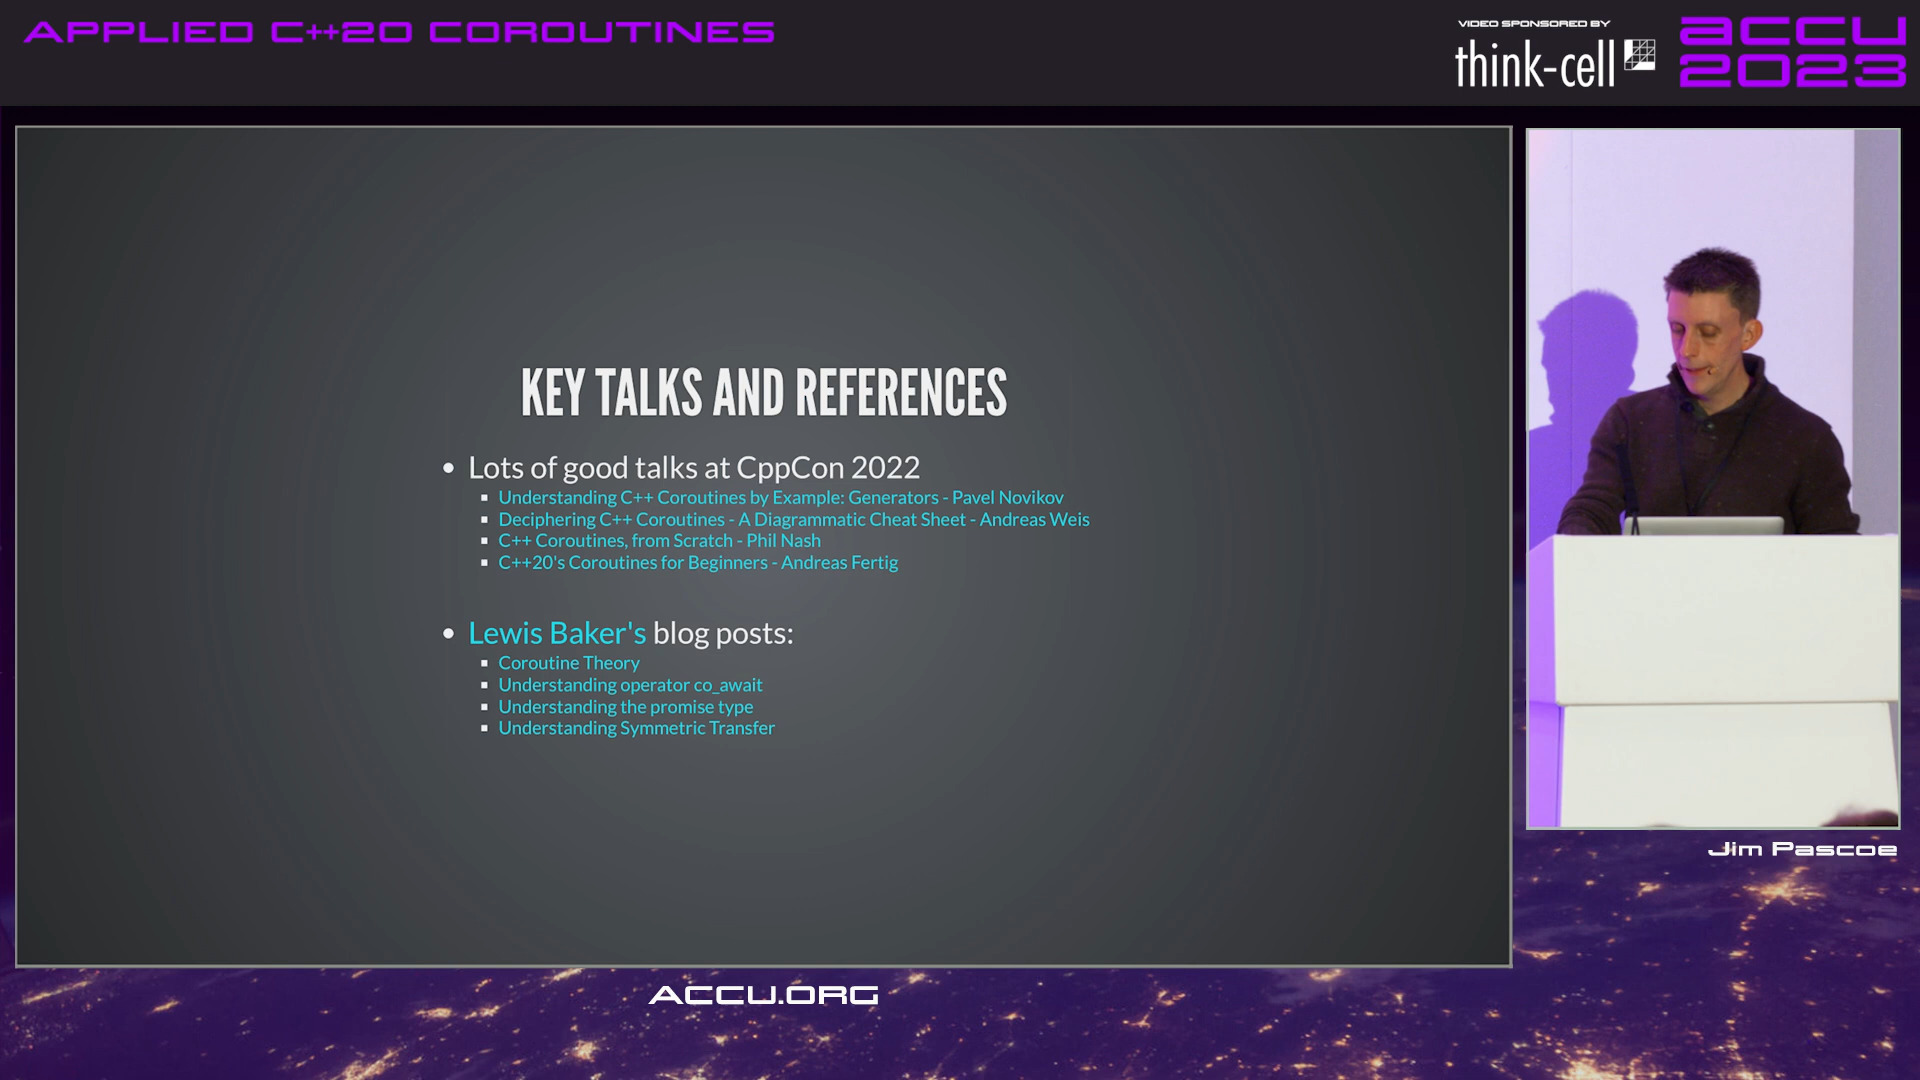 APPLIED C++20 COROUTINES
VIDEO SPONSORED BY
think-cell
accu
2023
KEY TALKS AND REFERENCES
Lots of good talks at CppCon 2022
Understanding C++ Coroutines by Example: Generators - Pavel Novikov
Deciphering C++ Coroutines - A Diagrammatic Cheat Sheet - Andreas Weis
C++ Coroutines, from Scratch - Phil Nash
C++20's Coroutines for Beginners - Andreas Fertig
Lewis Baker's blog posts:
Coroutine Theory
Understanding operator co_await
Understanding the promise type
Understanding Symmetric Transfer
Jim Pascoe
ACCU.ORG